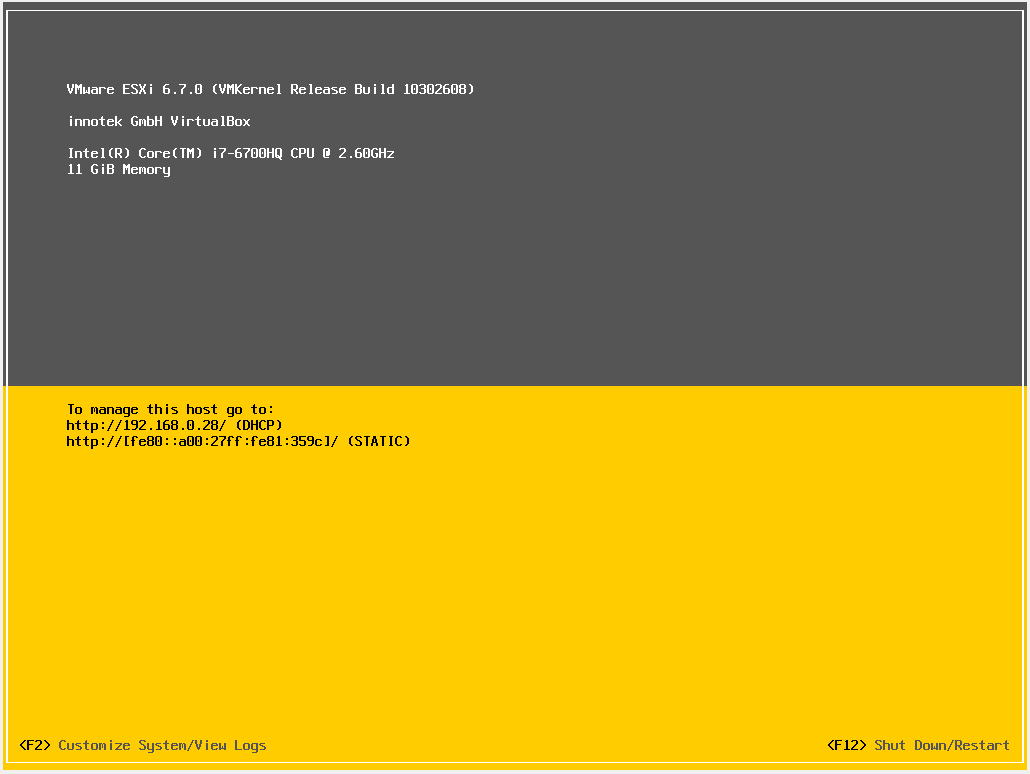 VMware ESXi 6.7.0 (VMKernel Release Build 10302608)
innotek GmbH VirtualBox
Intel(R) Core(TM) i7-6700HQ CPU @ 2.60GHz
11 GiB Memory
To manage this host go to:
http://192.168.0.28/ (DHCP)
http://[fe80::a00:27ff:fe81:359c]/ (STATIC)
<F2> Customize System/View Logs
<F12> Shut Down/Restart